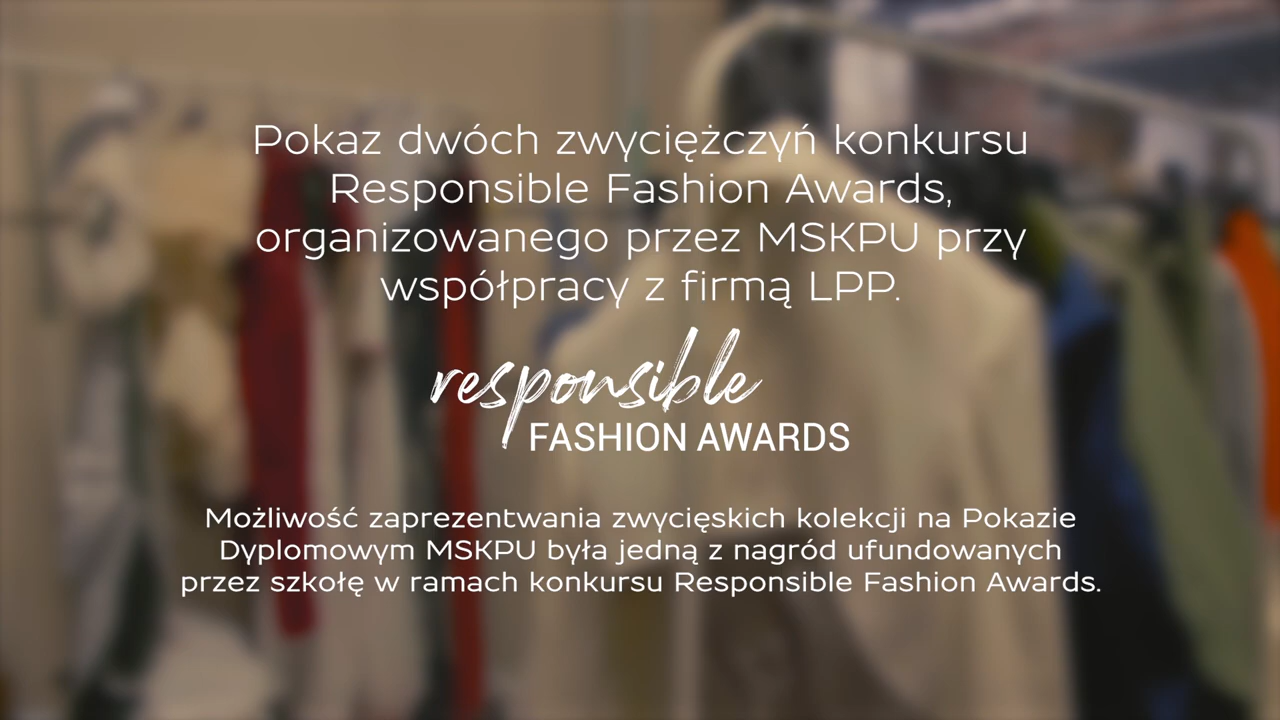 Pokaz dwóch zwyciężczyń konkursu
Responsible Fashion Awards,
organizowanego przez MSKPU przy
współpracy z firmą LPP.
responsible
FASHION AWARDS
Możliwość zaprezentwania zwycięskich kolekcji na Pokazie
Dyplomowym MSKPU była jedną z nagród ufundowanych
przez szkołę w ramach konkursu Responsible Fashion Awards.